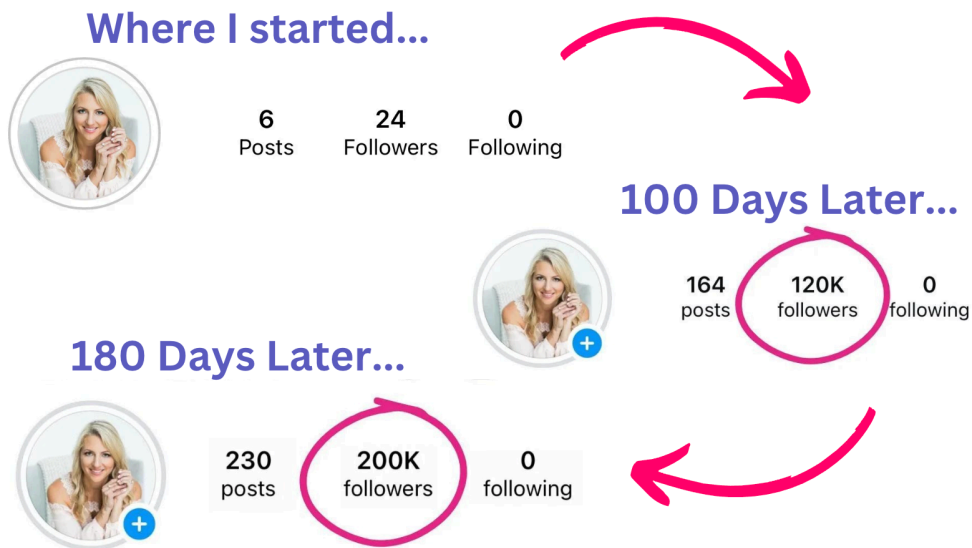 Where I started...
6 24 0
Posts Followers Following
100 Days Later...
164 120K 0
posts followers following
180 Days Later...
230 200K 0
posts followers following